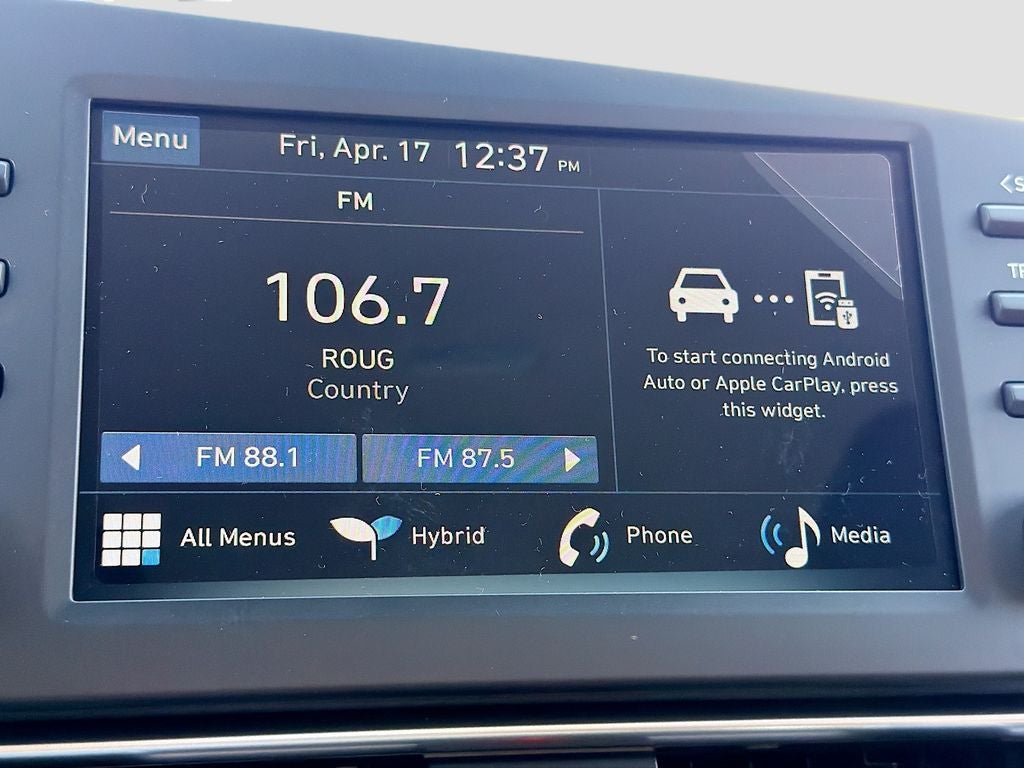 Menu
Fri, Apr. 17 12:37 PM
FM
106.7
ROUG
Country
FM 88.1
FM 87.5
To start connecting Android
Auto or Apple CarPlay, press
this widget.
All Menus
Hybrid
Phone
Media